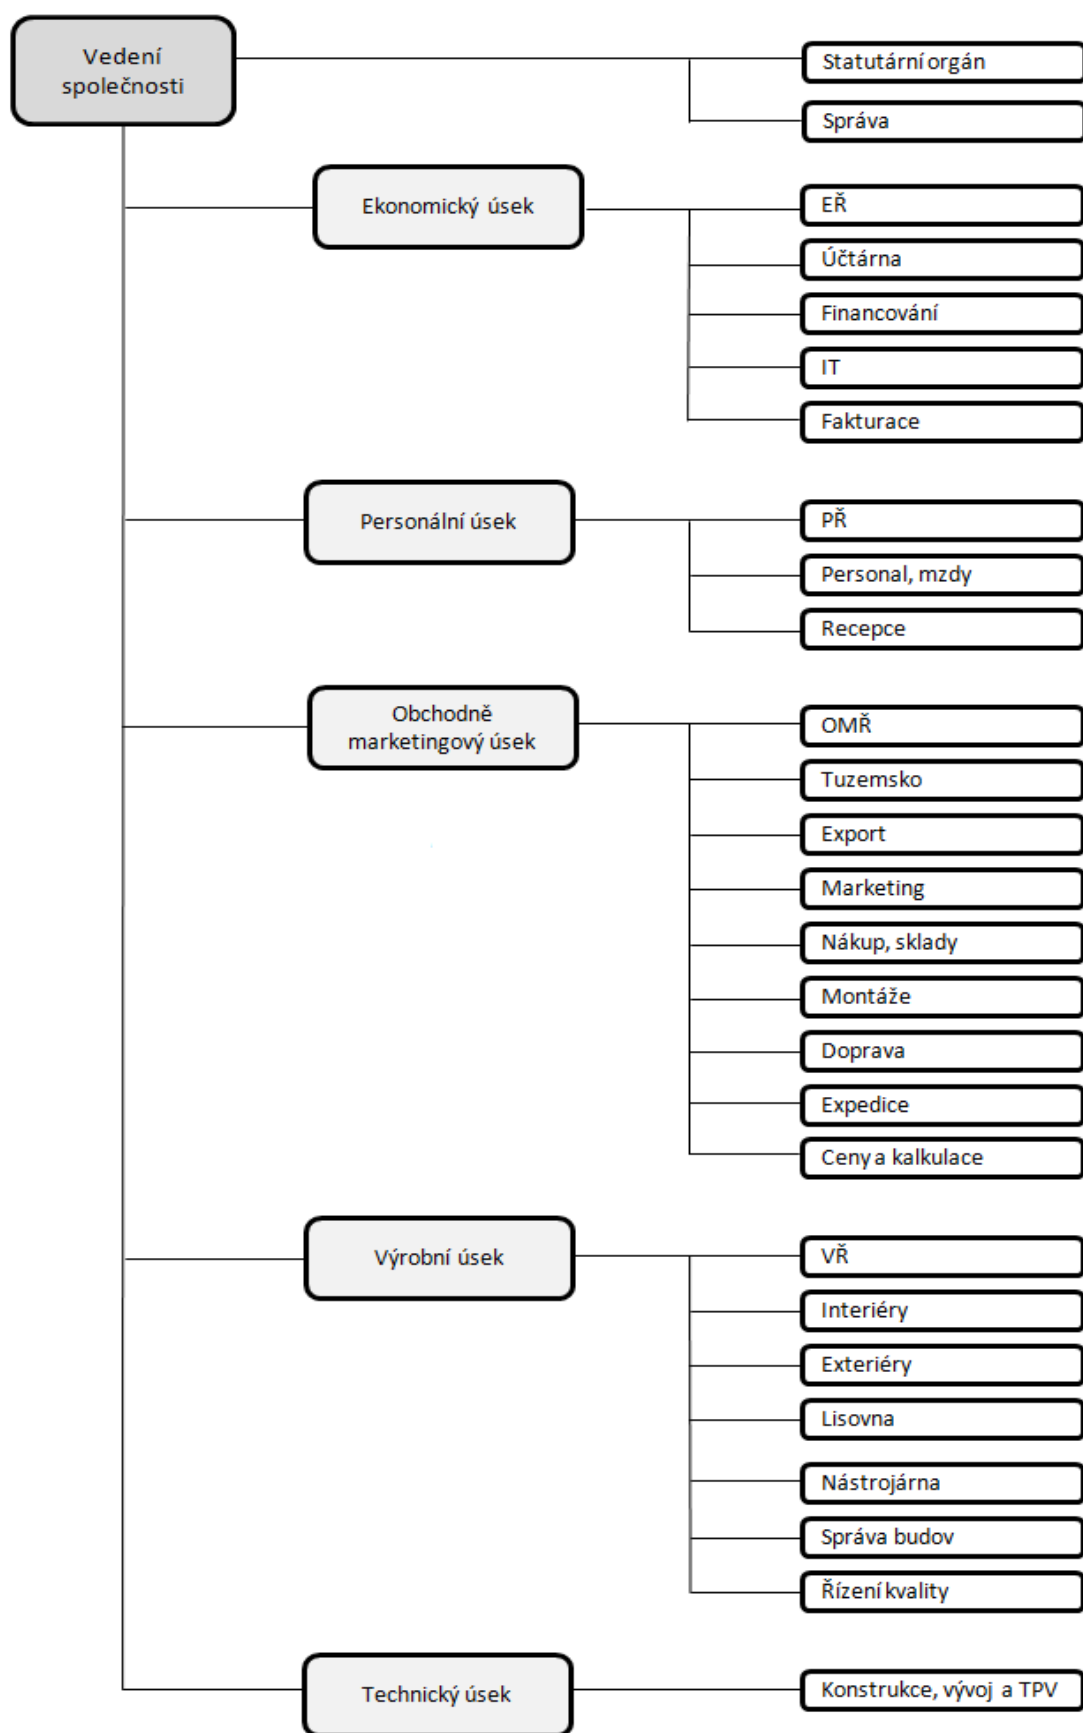 Vedení
společnosti
Statutární orgán
Správa
Ekonomický úsek
EŘ
Účtárna
Financování
IT
Fakturace
Personální úsek
PŘ
Personal, mzdy
Recepce
Obchodně
marketingový úsek
OMŘ
Tuzemsko
Export
Marketing
Nákup, sklady
Montáže
Doprava
Expedice
Ceny a kalkulace
Výrobní úsek
VŘ
Interiéry
Exteriéry
Lisovna
Nástrojárna
Správa budov
Řízení kvality
Technický úsek
Konstrukce, vývoj a TPV